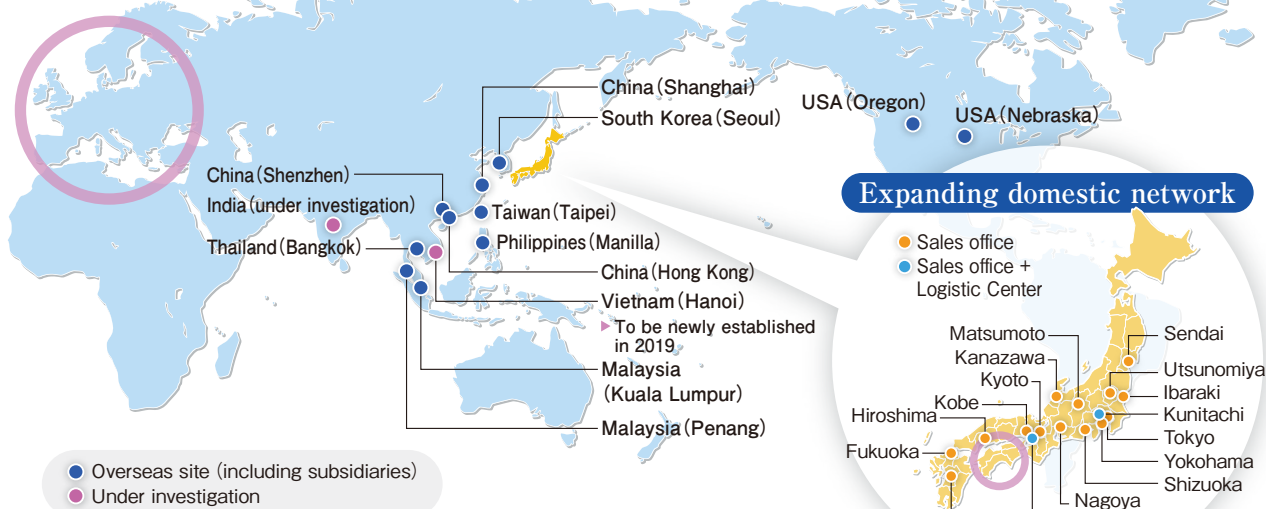 China (Shanghai)
South Korea (Seoul)
USA (Oregon)
USA (Nebraska)
China (Shenzhen)
India (under investigation)
Thailand (Bangkok)
Taiwan (Taipei)
Philippines (Manilla)
China (Hong Kong)
Vietnam (Hanoi)
To be newly established
in 2019
Malaysia
(Kuala Lumpur)
Malaysia (Penang)
Overseas site (including subsidiaries)
Under investigation
Expanding domestic network
Sales office
Sales office +
Logistic Center
Matsumoto
Kanazawa
Kyoto
Kobe
Hiroshima
Fukuoka
Sendai
Utsunomiya
Ibaraki
Kunitachi
Tokyo
Yokohama
Shizuoka
Nagoya